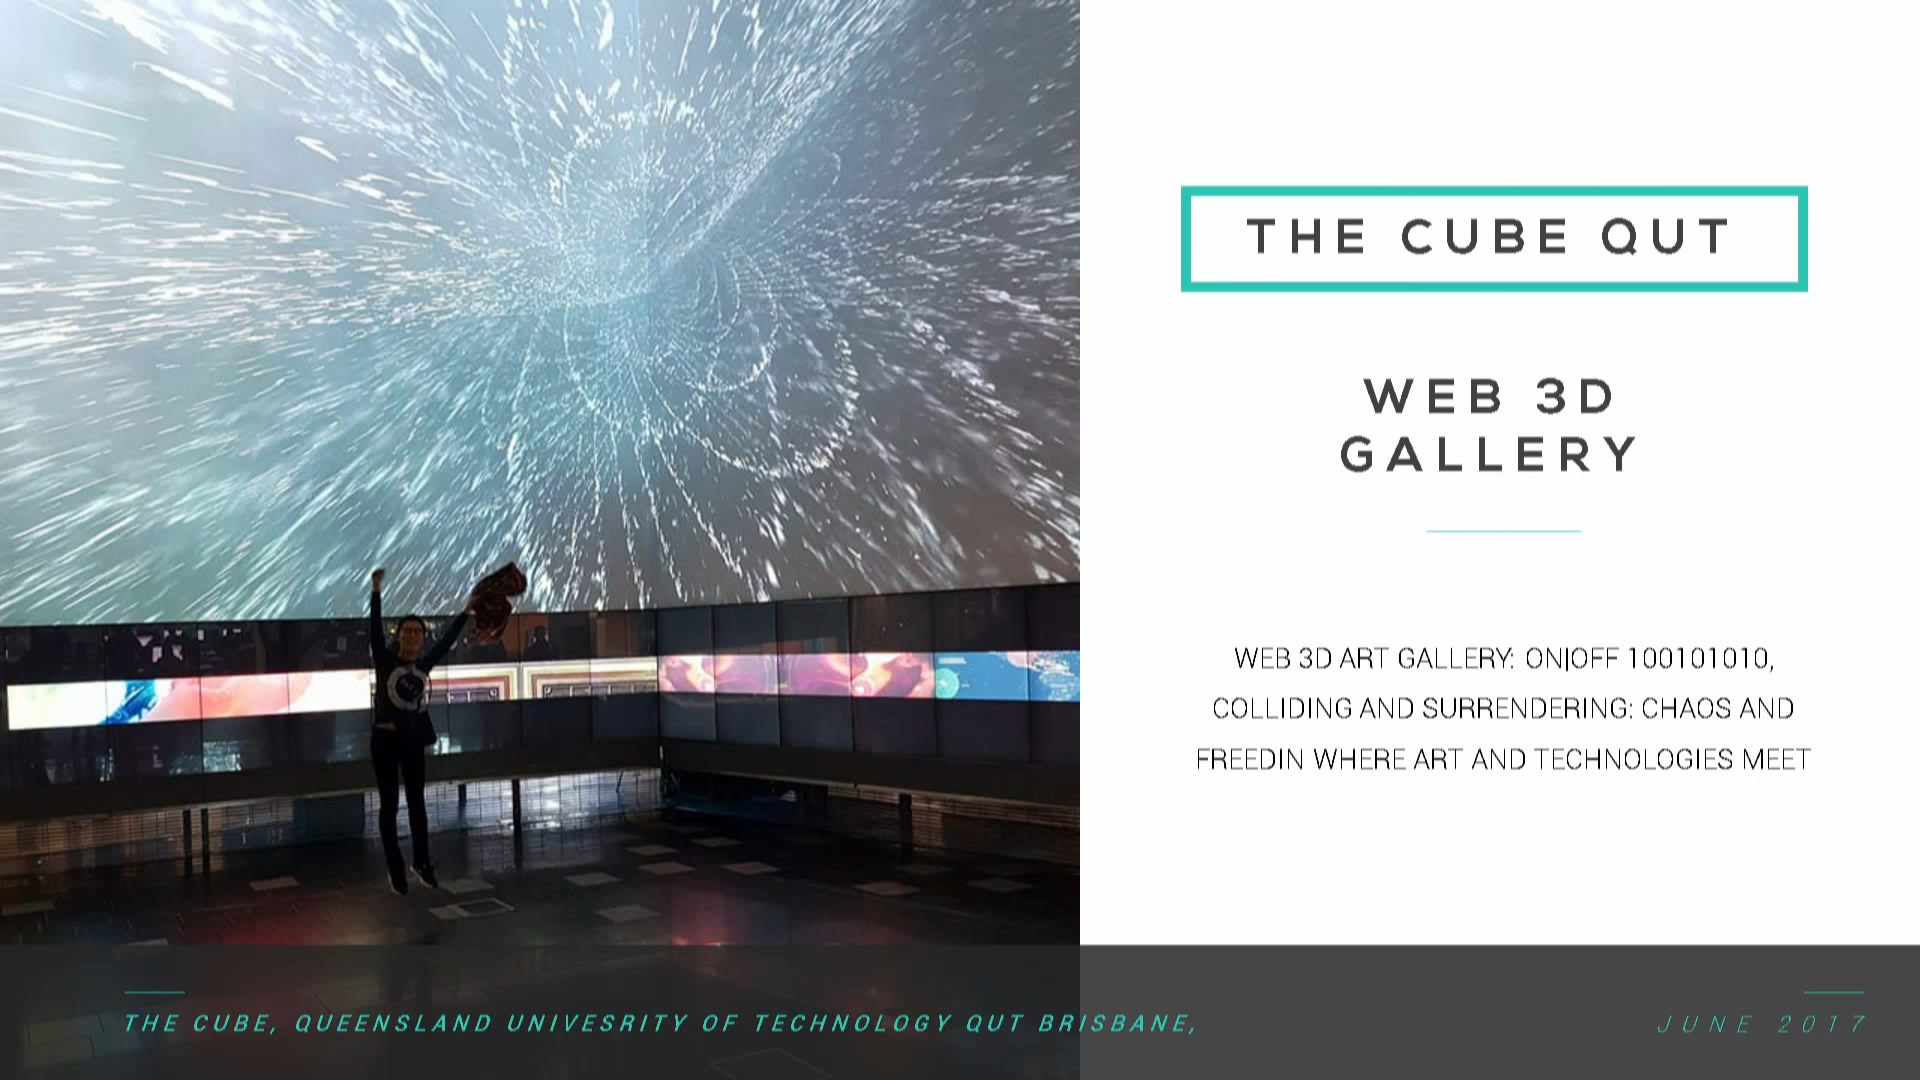 THE CUBE QUT
WEB 3D
GALLERY
WEB 3D ART GALLERY: ON|OFF 100101010,
COLLIDING AND SURRENDERING: CHAOS AND
FREEDIN WHERE ART AND TECHNOLOGIES MEET
THE CUBE, QUEENSLAND UNIVESRITY OF TECHNOLOGY QUT BRISBANE,
JUNE 2017